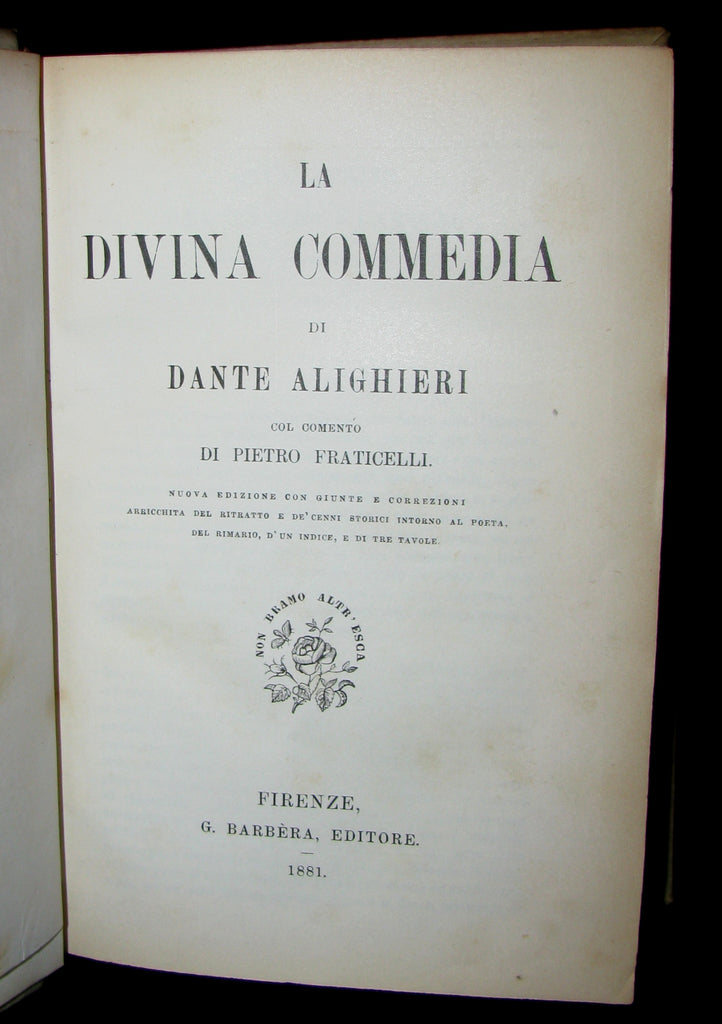 LA
DIVINA COMMEDIA
DI
DANTE ALIGHIERI
COL COMENTO
DI PIETRO FRATICELLI.
NUOVA EDIZIONE CON GIUNTE E CORREZIONI
ARRICCHITA DEL RITRATTO E DE' CENNI STORICI INTORNO AL POETA,
DEL RIMARIO, D'UN INDICE, E DI TRE TAVOLE.
NON BRAMO ALTR' ESCA
FIRENZE,
G. BARBÈRA, EDITORE.
1881.